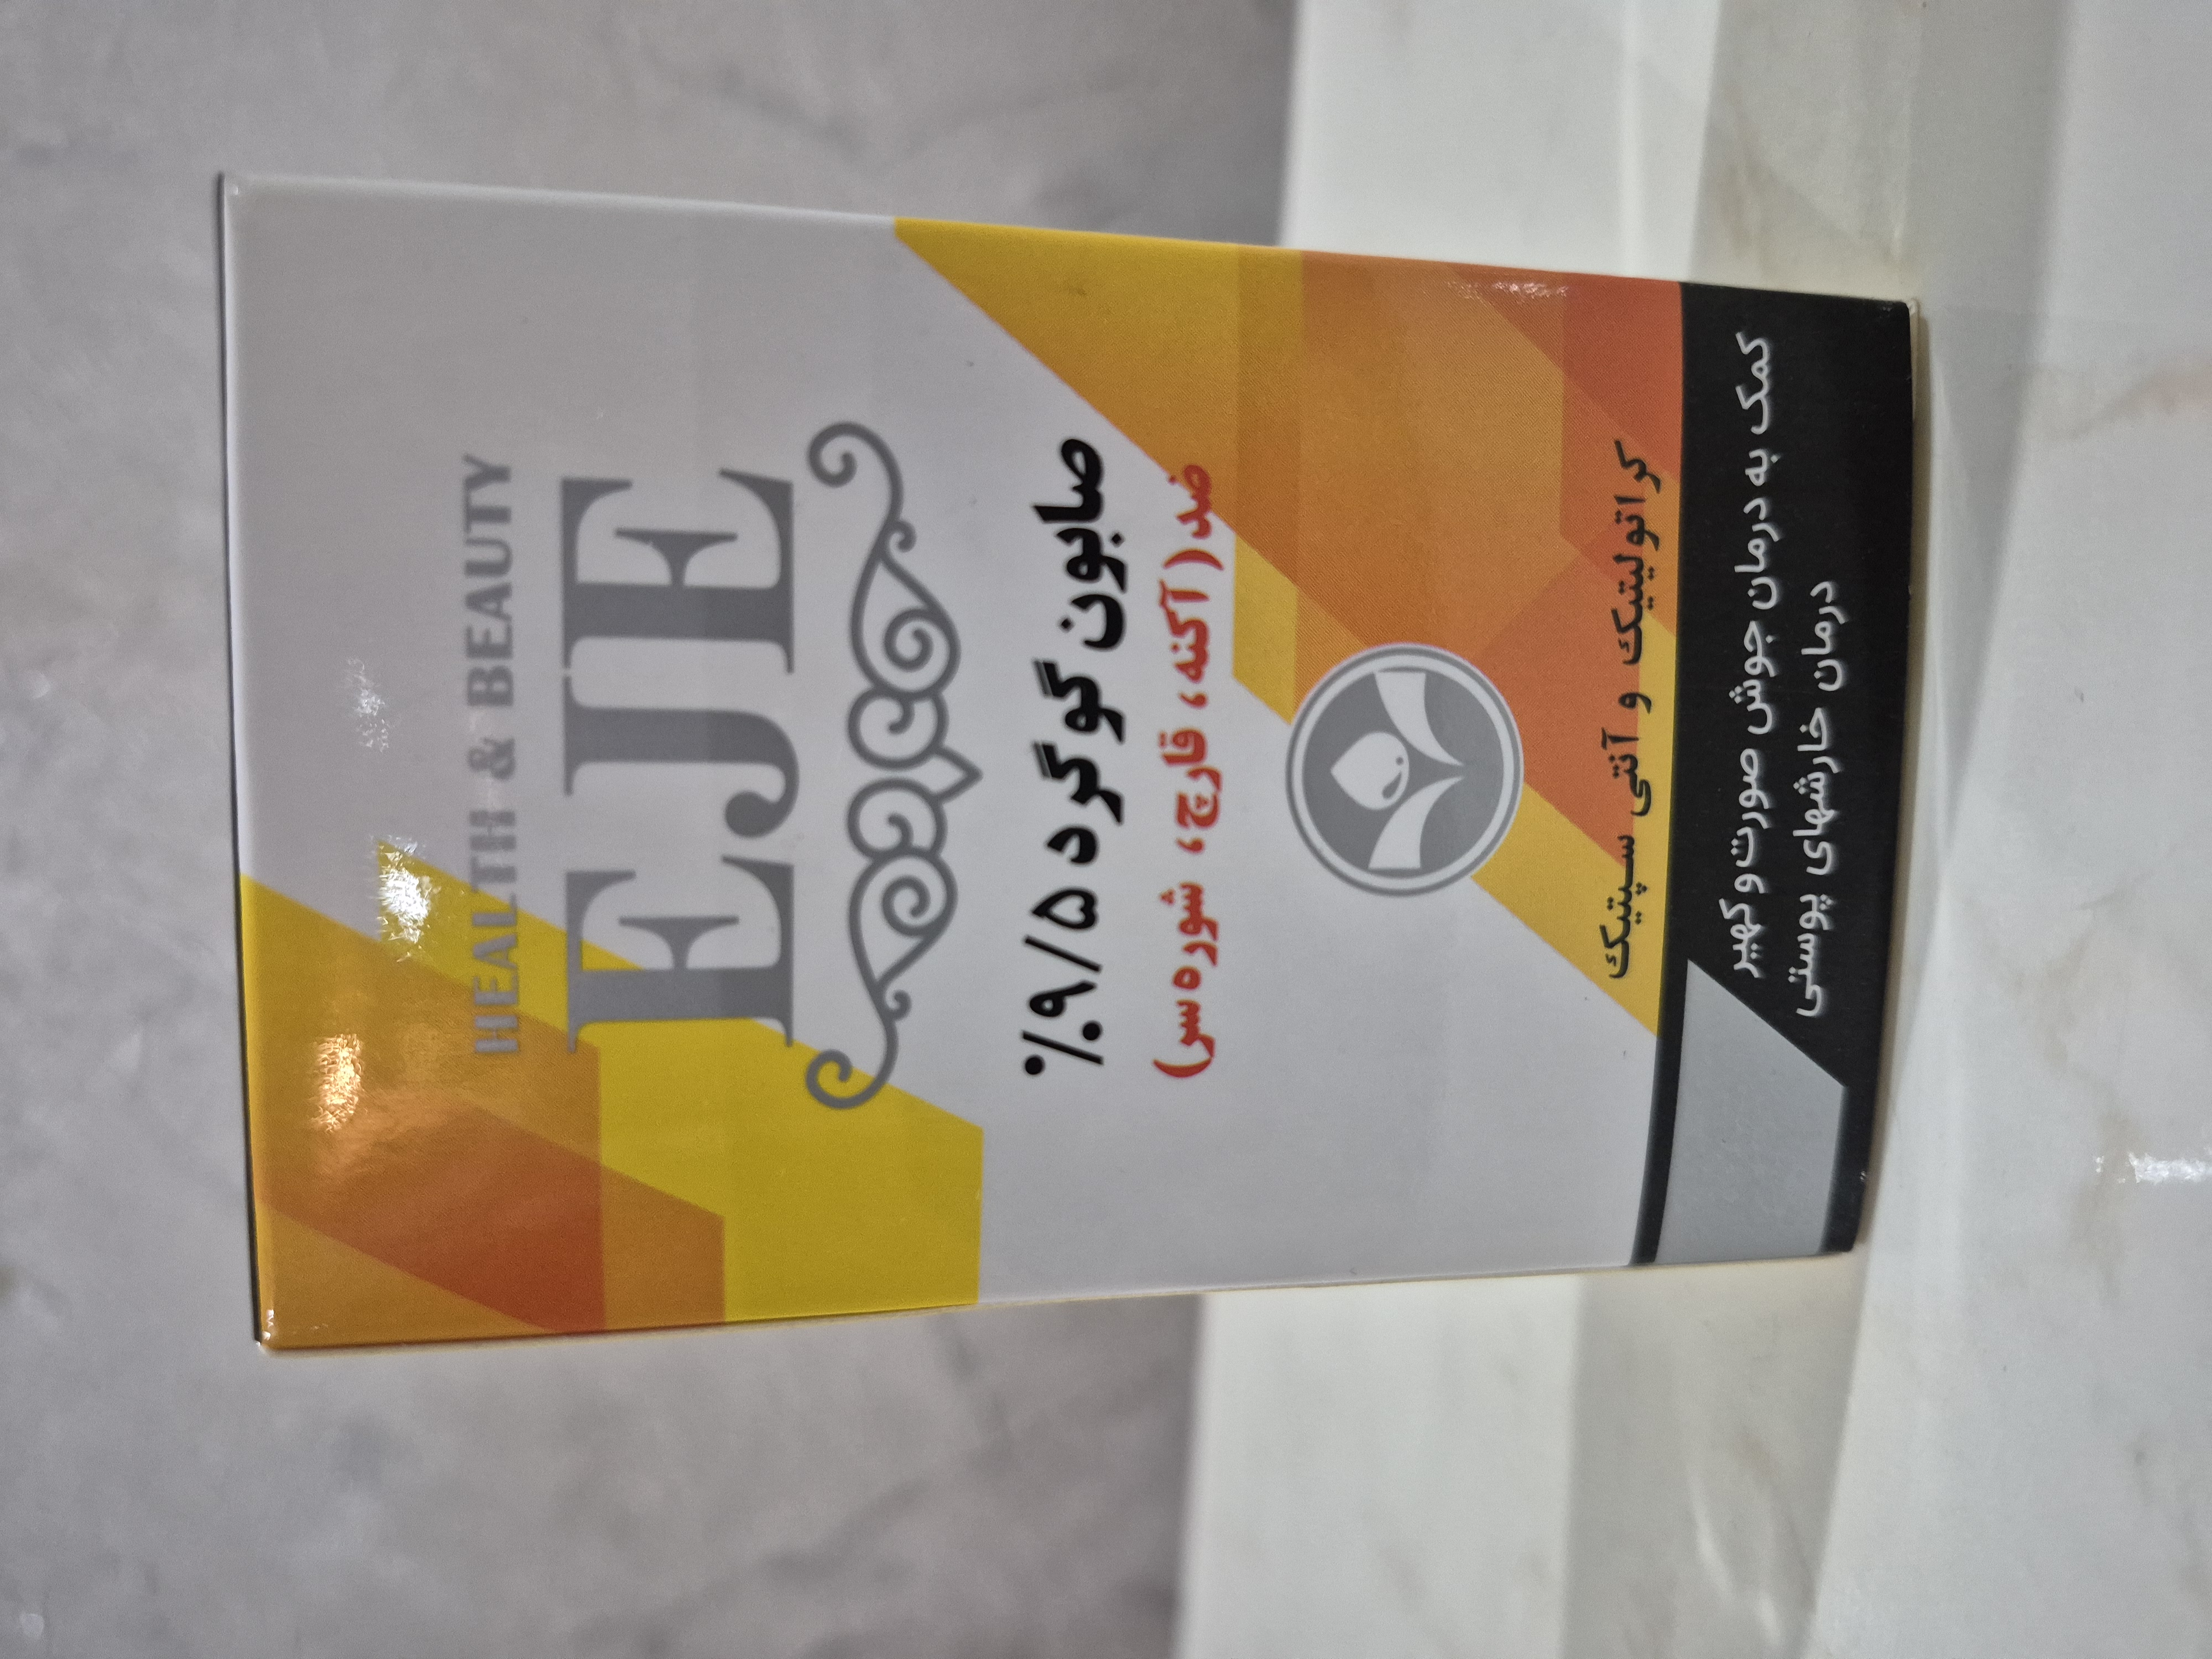 HEALTH & BEAUTY
EJE
صابون گوگرد ۹/۵٪
ضد (آکنه، قارچ، شوره سر)
کراتولیتیک و آنتی سپتیک
کمک به درمان جوش صورت و کهیر
درمان خارشهای پوستی